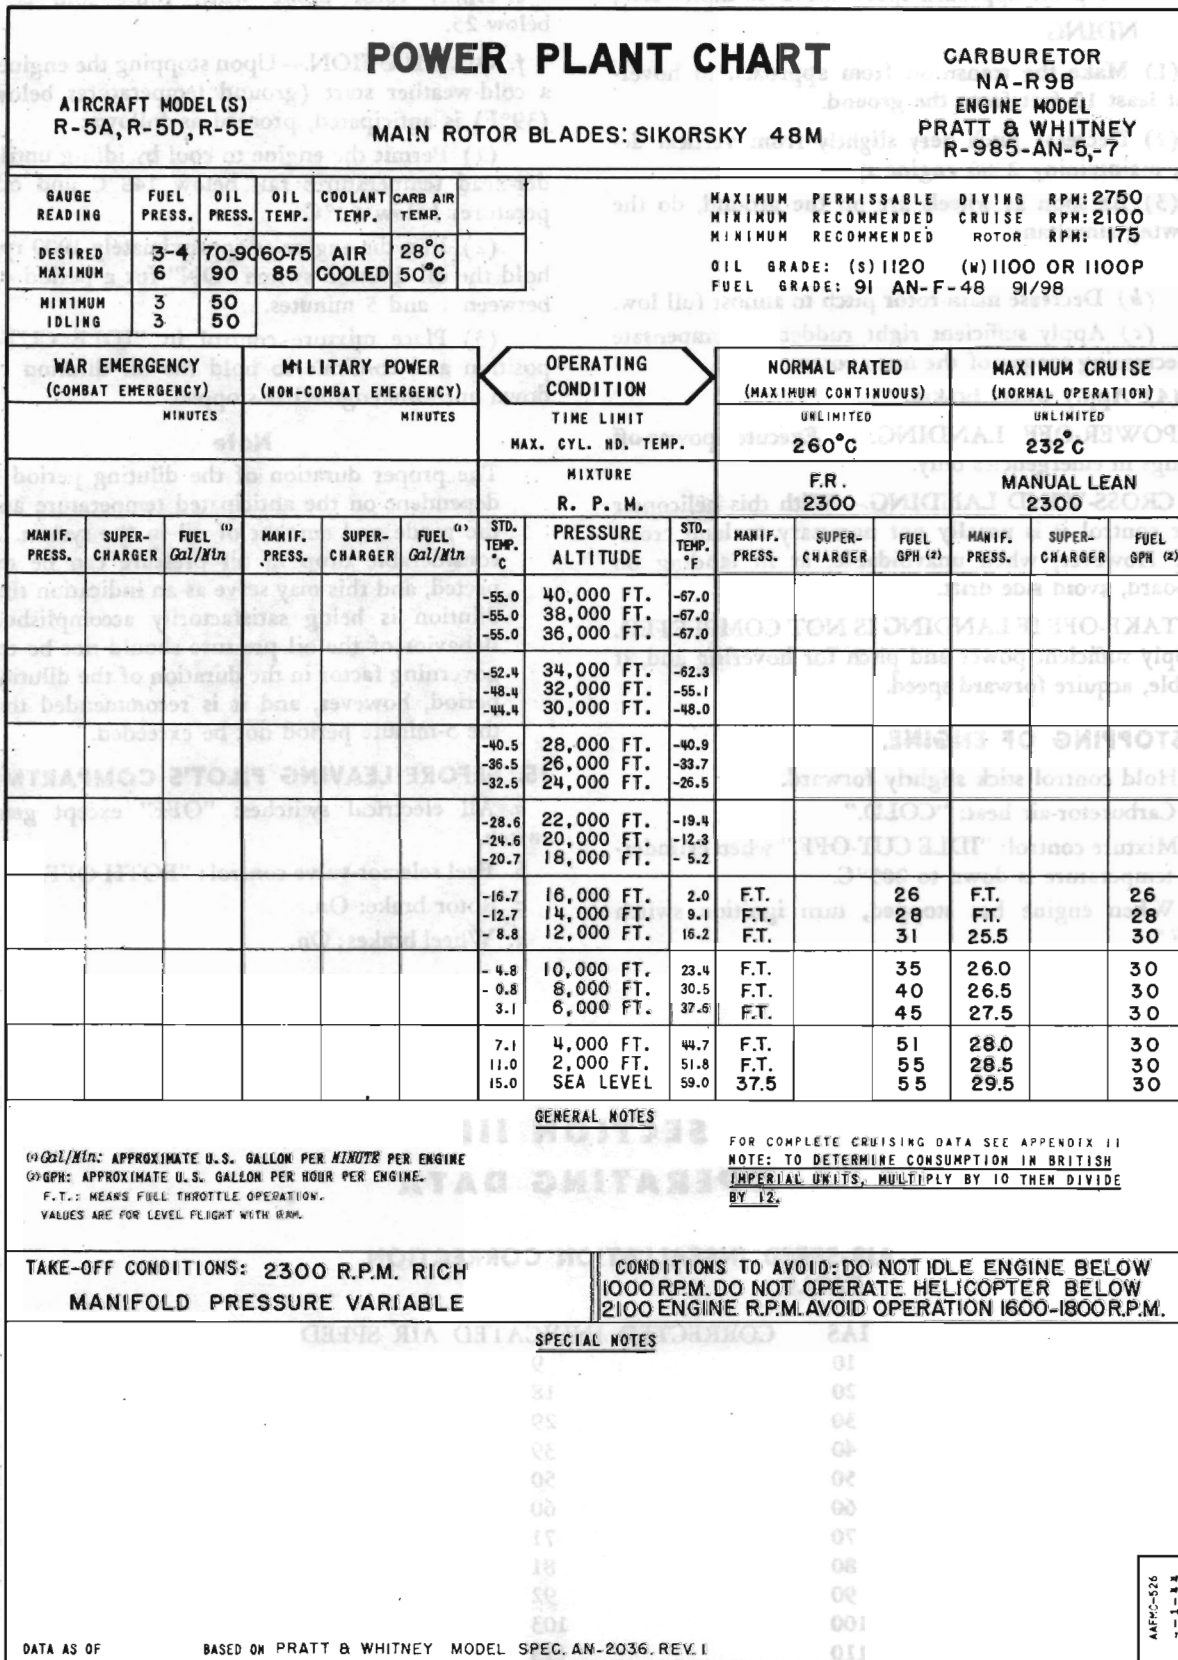 POWER PLANT CHART
AIRCRAFT MODEL(S)
R-5A, R-5D, R-5E
MAIN ROTOR BLADES: SIKORSKY 48M
CARBURETOR
NA-R9B
ENGINE MODEL
PRATT & WHITNEY
R-985-AN-5,-7
GAUGE READING FUEL PRESS. OIL PRESS. OIL TEMP. COOLANT TEMP. CARB AIR TEMP.
DESIRED 3-4 70-90 60-75 AIR 28°C
MAXIMUM 6 90 85 COOLED 50°C
MINIMUM 3 50
IDLING 3 50
MAXIMUM PERMISSABLE DIVING RPM: 2750
MINIMUM RECOMMENDED CRUISE RPM: 2100
MINIMUM RECOMMENDED ROTOR RPM: 175
OIL GRADE: (S) 1120 (W) 1100 OR 1100P
FUEL GRADE: 91 AN-F-48 91/98
WAR EMERGENCY
(COMBAT EMERGENCY)
MILITARY POWER
(NON-COMBAT EMERGENCY)
OPERATING
CONDITION
NORMAL RATED
(MAXIMUM CONTINUOUS)
MAXIMUM CRUISE
(NORMAL OPERATION)
MINUTES MINUTES TIME LIMIT UNLIMITED UNLIMITED
MAX. CYL. HD. TEMP. 260°C 232°C
MIXTURE F.R. MANUAL LEAN
R. P. M. 2300 2300
MANIF. PRESS. SUPER-CHARGER FUEL Gal/Min (1) MANIF. PRESS. SUPER-CHARGER FUEL Gal/Min (1) STD. TEMP. °C PRESSURE ALTITUDE STD. TEMP. °F MANIF. PRESS. SUPER-CHARGER FUEL GPH (2) MANIF. PRESS. SUPER-CHARGER FUEL GPH (2)
-55.0 40,000 FT. -67.0
-55.0 38,000 FT. -67.0
-55.0 36,000 FT. -67.0
-52.4 34,000 FT. -62.3
-48.4 32,000 FT. -55.1
-44.4 30,000 FT. -48.0
-40.5 28,000 FT. -40.9
-36.5 26,000 FT. -33.7
-32.5 24,000 FT. -26.5
-28.6 22,000 FT. -19.4
-24.6 20,000 FT. -12.3
-20.7 18,000 FT. - 5.2
-16.7 16,000 FT. 2.0 F.T. 26 F.T. 26
-12.7 14,000 FT. 9.1 F.T. 28 F.T. 28
- 8.8 12,000 FT. 16.2 F.T. 31 25.5 30
- 4.8 10,000 FT. 23.4 F.T. 35 26.0 30
- 0.8 8,000 FT. 30.5 F.T. 40 26.5 30
3.1 6,000 FT. 37.6 F.T. 45 27.5 30
7.1 4,000 FT. 44.7 F.T. 51 28.0 30
11.0 2,000 FT. 51.8 F.T. 55 28.5 30
15.0 SEA LEVEL 59.0 37.5 55 29.5 30
GENERAL NOTES
(1) Gal/Min: APPROXIMATE U.S. GALLON PER MINUTE PER ENGINE
(2) GPH: APPROXIMATE U.S. GALLON PER HOUR PER ENGINE.
F.T.: MEANS FULL THROTTLE OPERATION.
VALUES ARE FOR LEVEL FLIGHT WITH RAM.
FOR COMPLETE CRUISING DATA SEE APPENDIX II
NOTE: TO DETERMINE CONSUMPTION IN BRITISH
IMPERIAL UNITS, MULTIPLY BY 10 THEN DIVIDE
BY 12.
TAKE-OFF CONDITIONS: 2300 R.P.M. RICH
MANIFOLD PRESSURE VARIABLE
CONDITIONS TO AVOID: DO NOT IDLE ENGINE BELOW
1000 RPM. DO NOT OPERATE HELICOPTER BELOW
2100 ENGINE R.P.M. AVOID OPERATION 1600-1800 R.P.M.
SPECIAL NOTES
DATA AS OF BASED ON PRATT & WHITNEY MODEL SPEC. AN-2036. REV. I
AAFMC-526